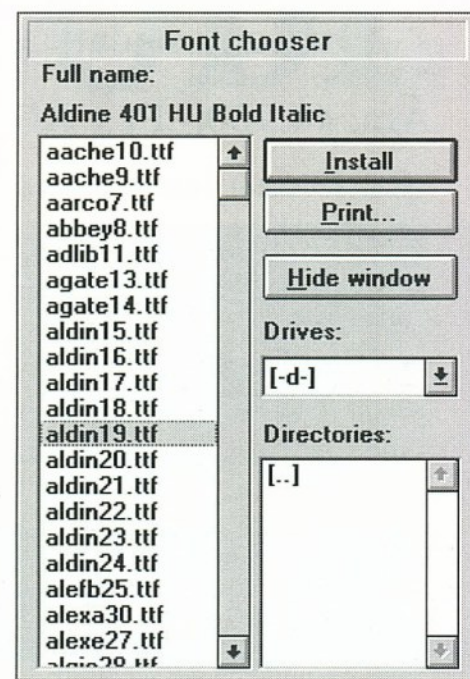 Font chooser
Full name:
Aldine 401 HU Bold Italic
aache10.ttf
aache9.ttf
aarco7.ttf
abbey8.ttf
adlib11.ttf
agate13.ttf
agate14.ttf
aldin15.ttf
aldin16.ttf
aldin17.ttf
aldin18.ttf
aldin19.ttf
aldin20.ttf
aldin21.ttf
aldin22.ttf
aldin23.ttf
aldin24.ttf
alefb25.ttf
alexa30.ttf
alexe27.ttf
Install
Print...
Hide window
Drives:
[-d-]
Directories:
[..]